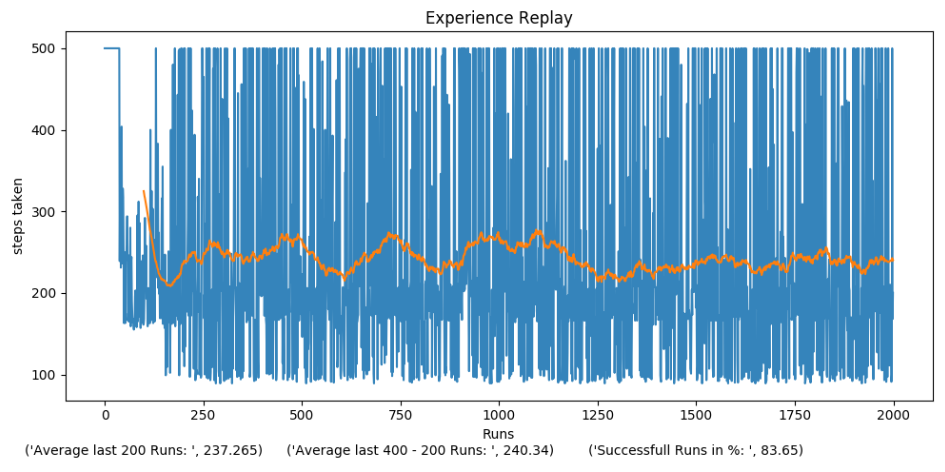 Experience Replay
500
400
300
200
100
steps taken
0 250 500 750 1000 1250 1500 1750 2000
Runs
('Average last 200 Runs: ', 237.265) ('Average last 400 - 200 Runs: ', 240.34) ('Successfull Runs in %: ', 83.65)